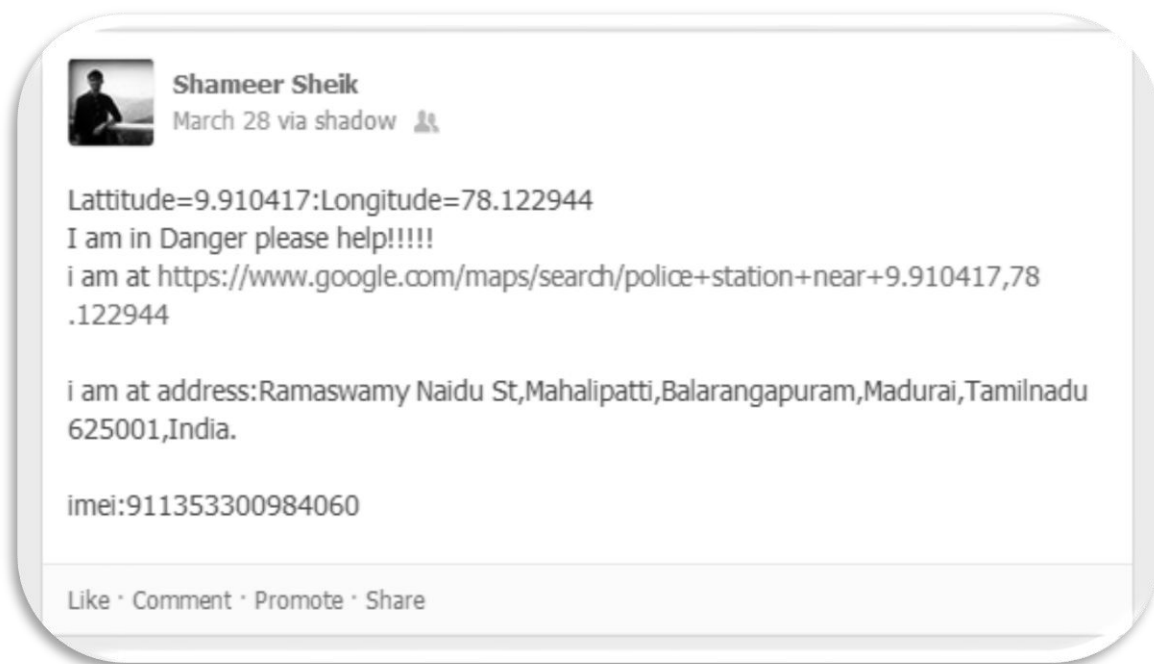 Shameer Sheik
March 28 via shadow
Lattitude=9.910417:Longitude=78.122944
I am in Danger please help!!!!!
i am at https://www.google.com/maps/search/police+station+near+9.910417,78
.122944
i am at address:Ramaswamy Naidu St,Mahalipatti,Balarangapuram,Madurai,Tamilnadu
625001,India.
imei:911353300984060
Like · Comment · Promote · Share